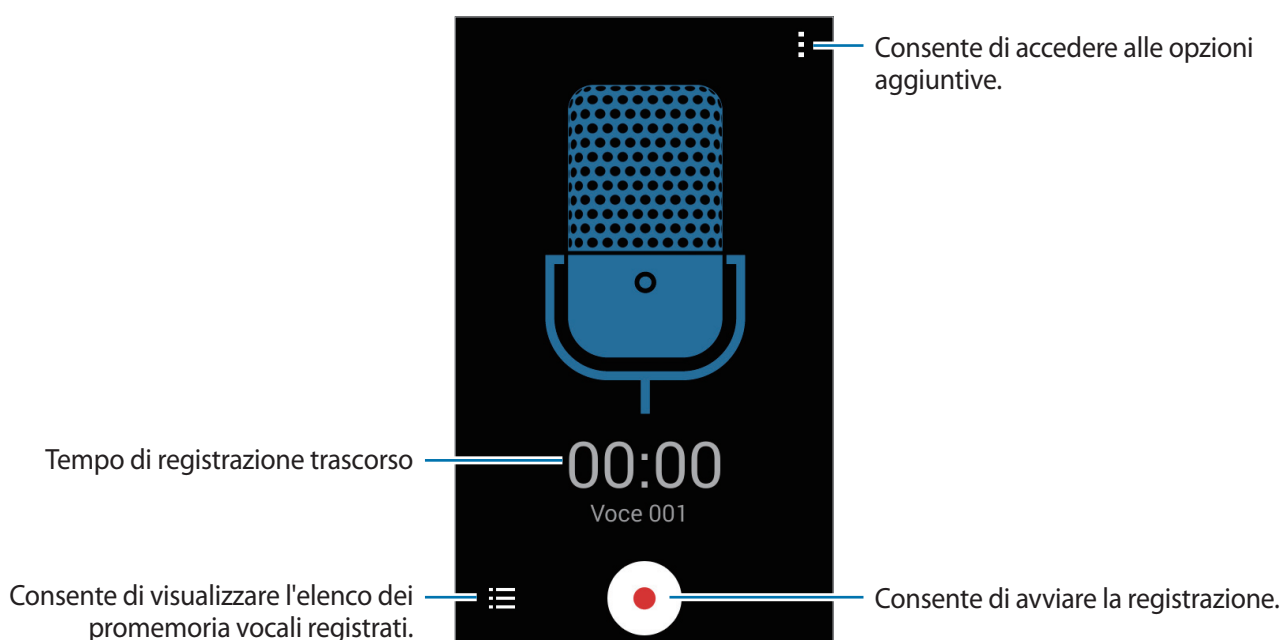 Consente di accedere alle opzioni
aggiuntive.
Tempo di registrazione trascorso
00:00
Voce 001
Consente di visualizzare l'elenco dei
promemoria vocali registrati.
Consente di avviare la registrazione.